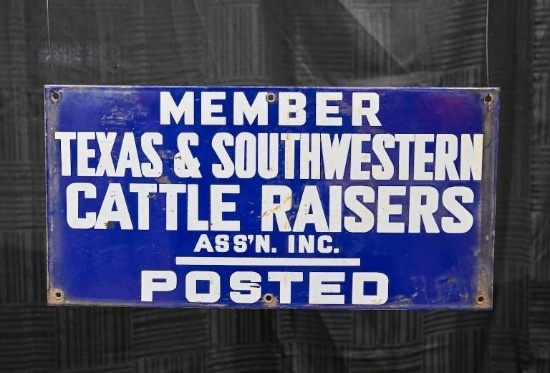 MEMBER
TEXAS & SOUTHWESTERN
CATTLE RAISERS
ASS'N. INC.
POSTED